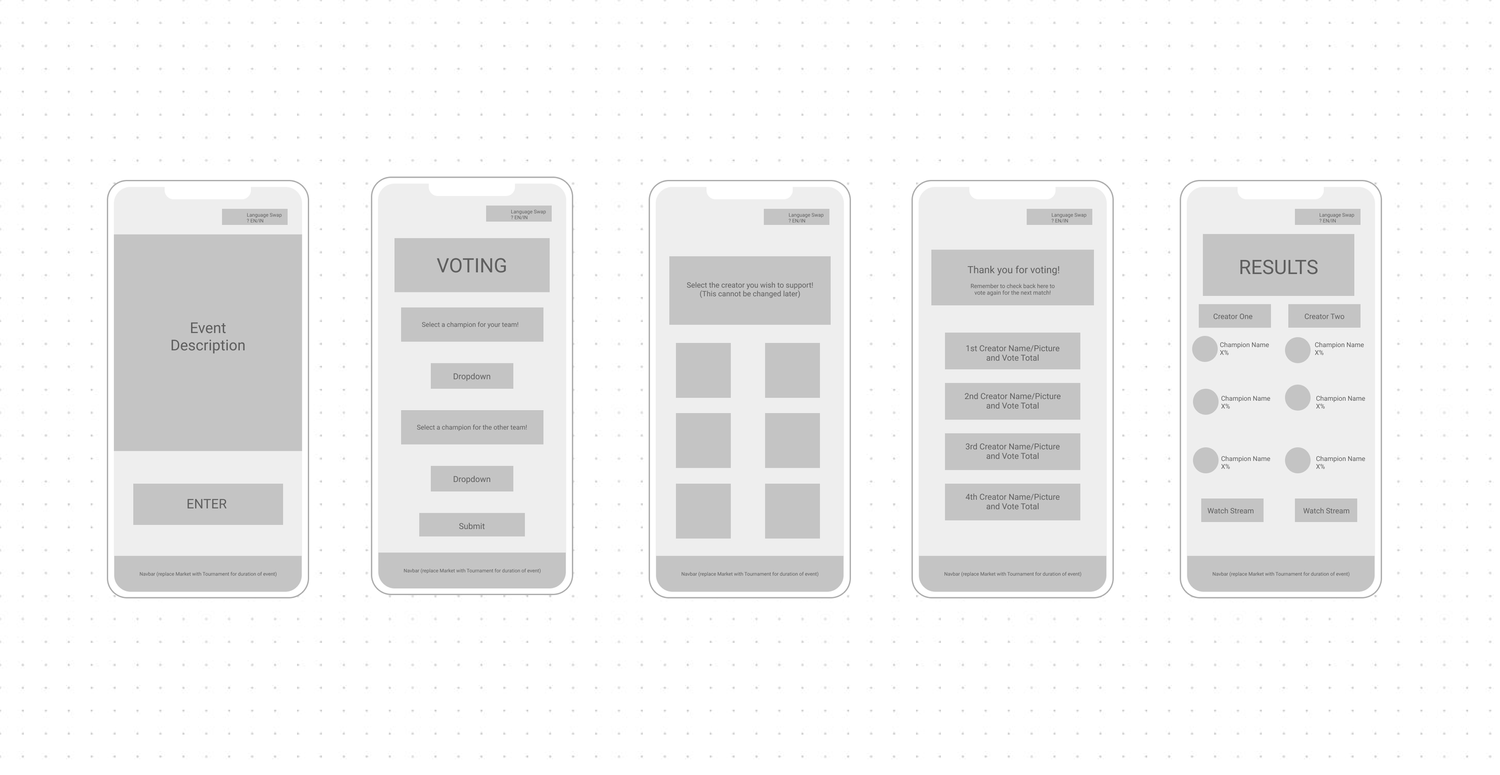 Language Swap
? EN/IN
Event
Description
ENTER
Navbar (replace Market with Tournament for duration of event)
Language Swap
? EN/IN
VOTING
Select a champion for your team!
Dropdown
Select a champion for the other team!
Dropdown
Submit
Navbar (replace Market with Tournament for duration of event)
Language Swap
? EN/IN
Select the creator you wish to support!
(This cannot be changed later)
Navbar (replace Market with Tournament for duration of event)
Language Swap
? EN/IN
Thank you for voting!
Remember to check back here to
vote again for the next match!
1st Creator Name/Picture
and Vote Total
2nd Creator Name/Picture
and Vote Total
3rd Creator Name/Picture
and Vote Total
4th Creator Name/Picture
and Vote Total
Navbar (replace Market with Tournament for duration of event)
Language Swap
? EN/IN
RESULTS
Creator One
Creator Two
Champion Name
X%
Champion Name
X%
Champion Name
X%
Champion Name
X%
Champion Name
X%
Champion Name
X%
Watch Stream
Watch Stream
Navbar (replace Market with Tournament for duration of event)